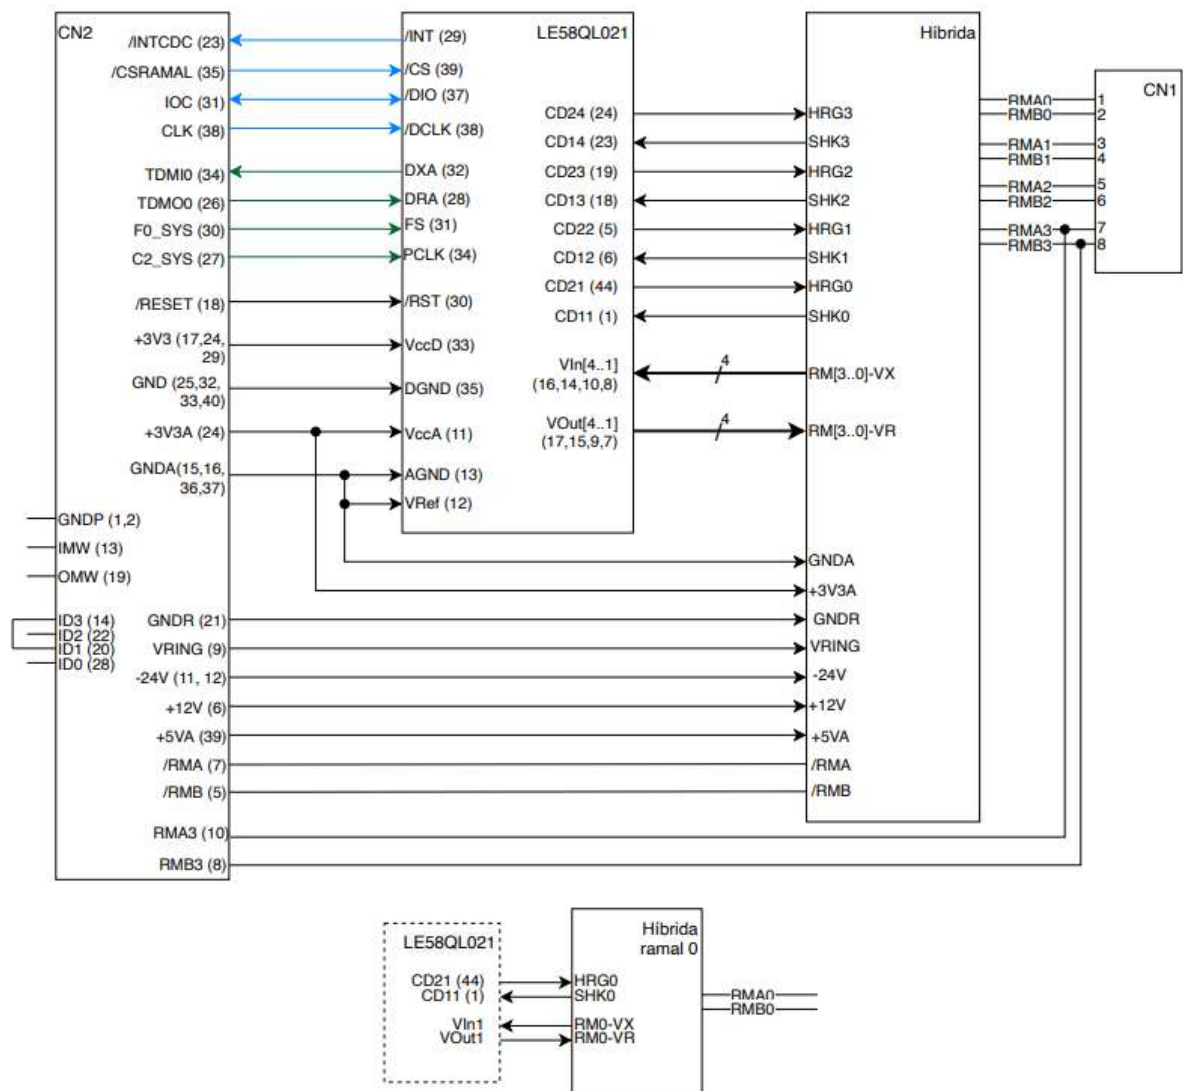 CN2
/INTCDC (23)
/CSRAMAL (35)
IOC (31)
CLK (38)
TDMI0 (34)
TDMO0 (26)
F0_SYS (30)
C2_SYS (27)
/RESET (18)
+3V3 (17,24,
29)
GND (25,32,
33,40)
+3V3A (24)
GNDA(15,16,
36,37)
GNDP (1,2)
IMW (13)
OMW (19)
ID3 (14)
ID2 (22)
ID1 (20)
ID0 (28)
GNDR (21)
VRING (9)
-24V (11, 12)
+12V (6)
+5VA (39)
/RMA (7)
/RMB (5)
RMA3 (10)
RMB3 (8)
LE58QL021
/INT (29)
/CS (39)
/DIO (37)
/DCLK (38)
DXA (32)
DRA (28)
FS (31)
PCLK (34)
/RST (30)
VccD (33)
DGND (35)
VccA (11)
AGND (13)
VRef (12)
CD24 (24)
CD14 (23)
CD23 (19)
CD13 (18)
CD22 (5)
CD12 (6)
CD21 (44)
CD11 (1)
VIn[4..1]
(16,14,10,8)
VOut[4..1]
(17,15,9,7)
4
4
Híbrida
HRG3
SHK3
HRG2
SHK2
HRG1
SHK1
HRG0
SHK0
RM[3..0]-VX
RM[3..0]-VR
GNDA
+3V3A
GNDR
VRING
-24V
+12V
+5VA
/RMA
/RMB
RMA0
RMB0
RMA1
RMB1
RMA2
RMB2
RMA3
RMB3
CN1
1
2
3
4
5
6
7
8
LE58QL021
CD21 (44)
CD11 (1)
VIn1
VOut1
Híbrida
ramal 0
HRG0
SHK0
RM0-VX
RM0-VR
RMA0
RMB0